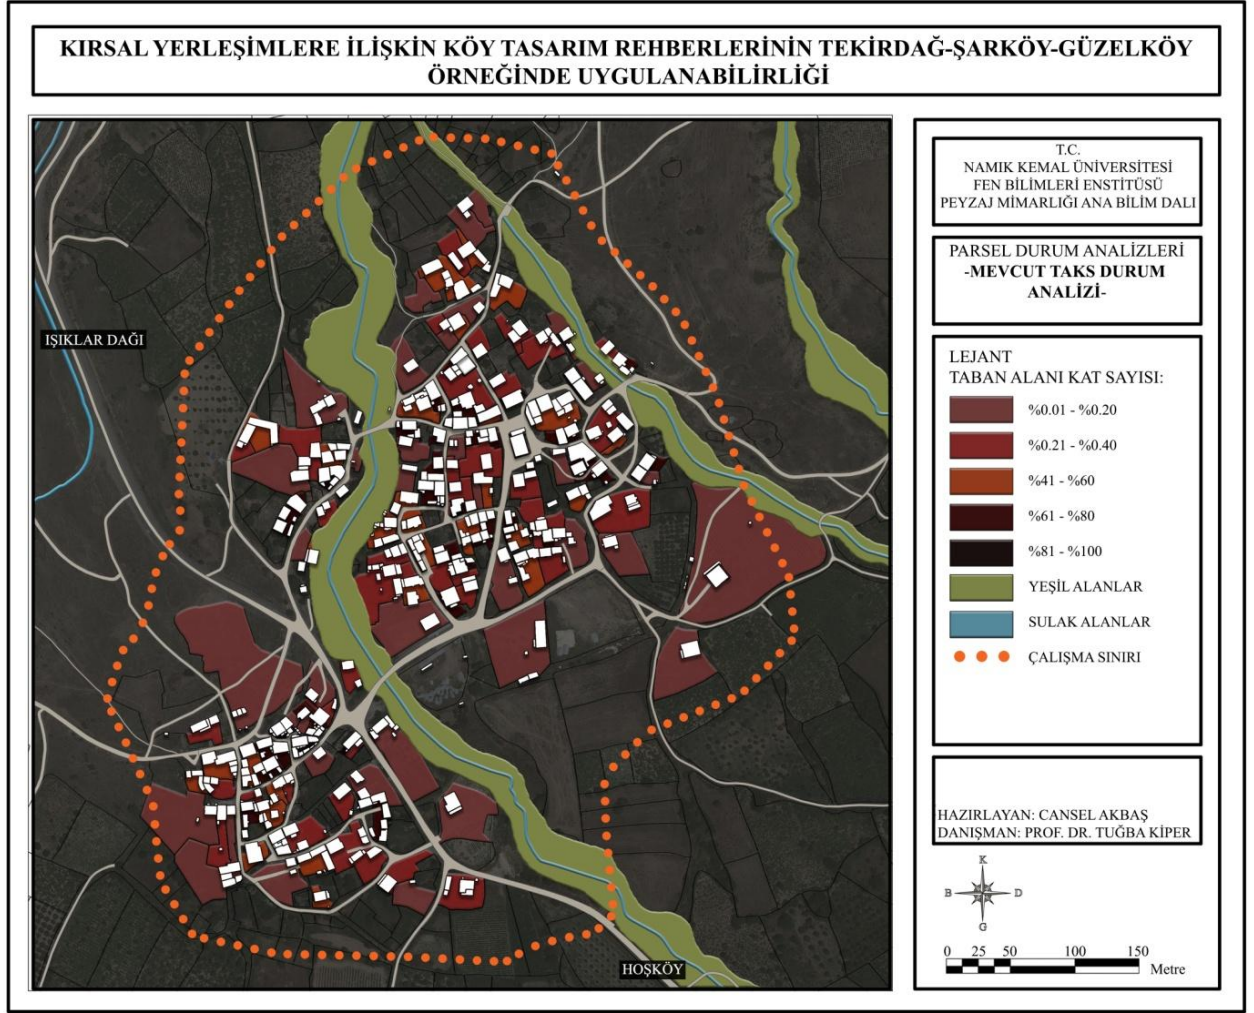 KIRSAL YERLEŞİMLERE İLİŞKİN KÖY TASARIM REHBERLERİNİN TEKİRDAĞ-ŞARKÖY-GÜZELKÖY
ÖRNEĞİNDE UYGULANABİLİRLİĞİ
IŞIKLAR DAĞI
HOŞKÖY
T.C.
NAMIK KEMAL ÜNİVERSİTESİ
FEN BİLİMLERİ ENSTİTÜSÜ
PEYZAJ MİMARLIĞI ANA BİLİM DALI
PARSEL DURUM ANALİZLERİ
-MEVCUT TAKS DURUM
ANALİZİ-
LEJANT
TABAN ALANI KAT SAYISI:
%0.01 - %0.20
%0.21 - %0.40
%41 - %60
%61 - %80
%81 - %100
YEŞİL ALANLAR
SULAK ALANLAR
ÇALIŞMA SINIRI
HAZIRLAYAN: CANSEL AKBAŞ
DANIŞMAN: PROF. DR. TUĞBA KİPER
K
B D
G
0 25 50 100 150
Metre